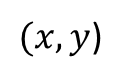 (x, y)